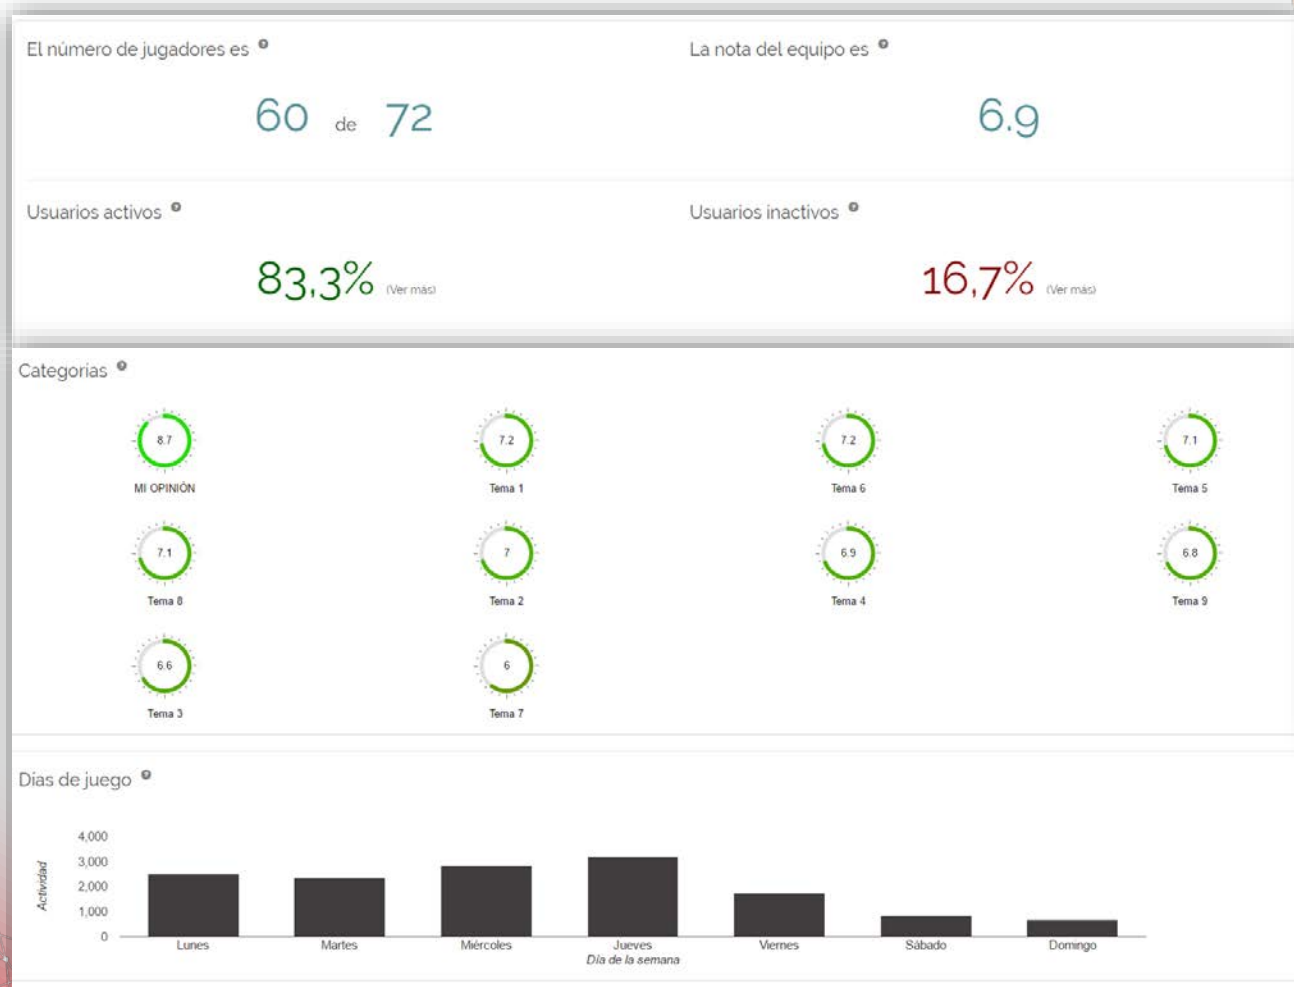 El número de jugadores es
La nota del equipo es
60 de 72
6.9
Usuarios activos
Usuarios inactivos
83,3% (Ver más)
16,7% (Ver más)
Categorias
8.7
7.2
7.2
7.1
MI OPINIÓN
Tema 1
Tema 6
Tema 5
7.1
7
6.9
6.8
Tema 8
Tema 2
Tema 4
Tema 9
6.6
6
Tema 3
Tema 7
Días de juego
4,000
3,000
2,000
1,000
0
Actividad
Lunes
Martes
Miércoles
Jueves
Viernes
Sábado
Domingo
Día de la semana